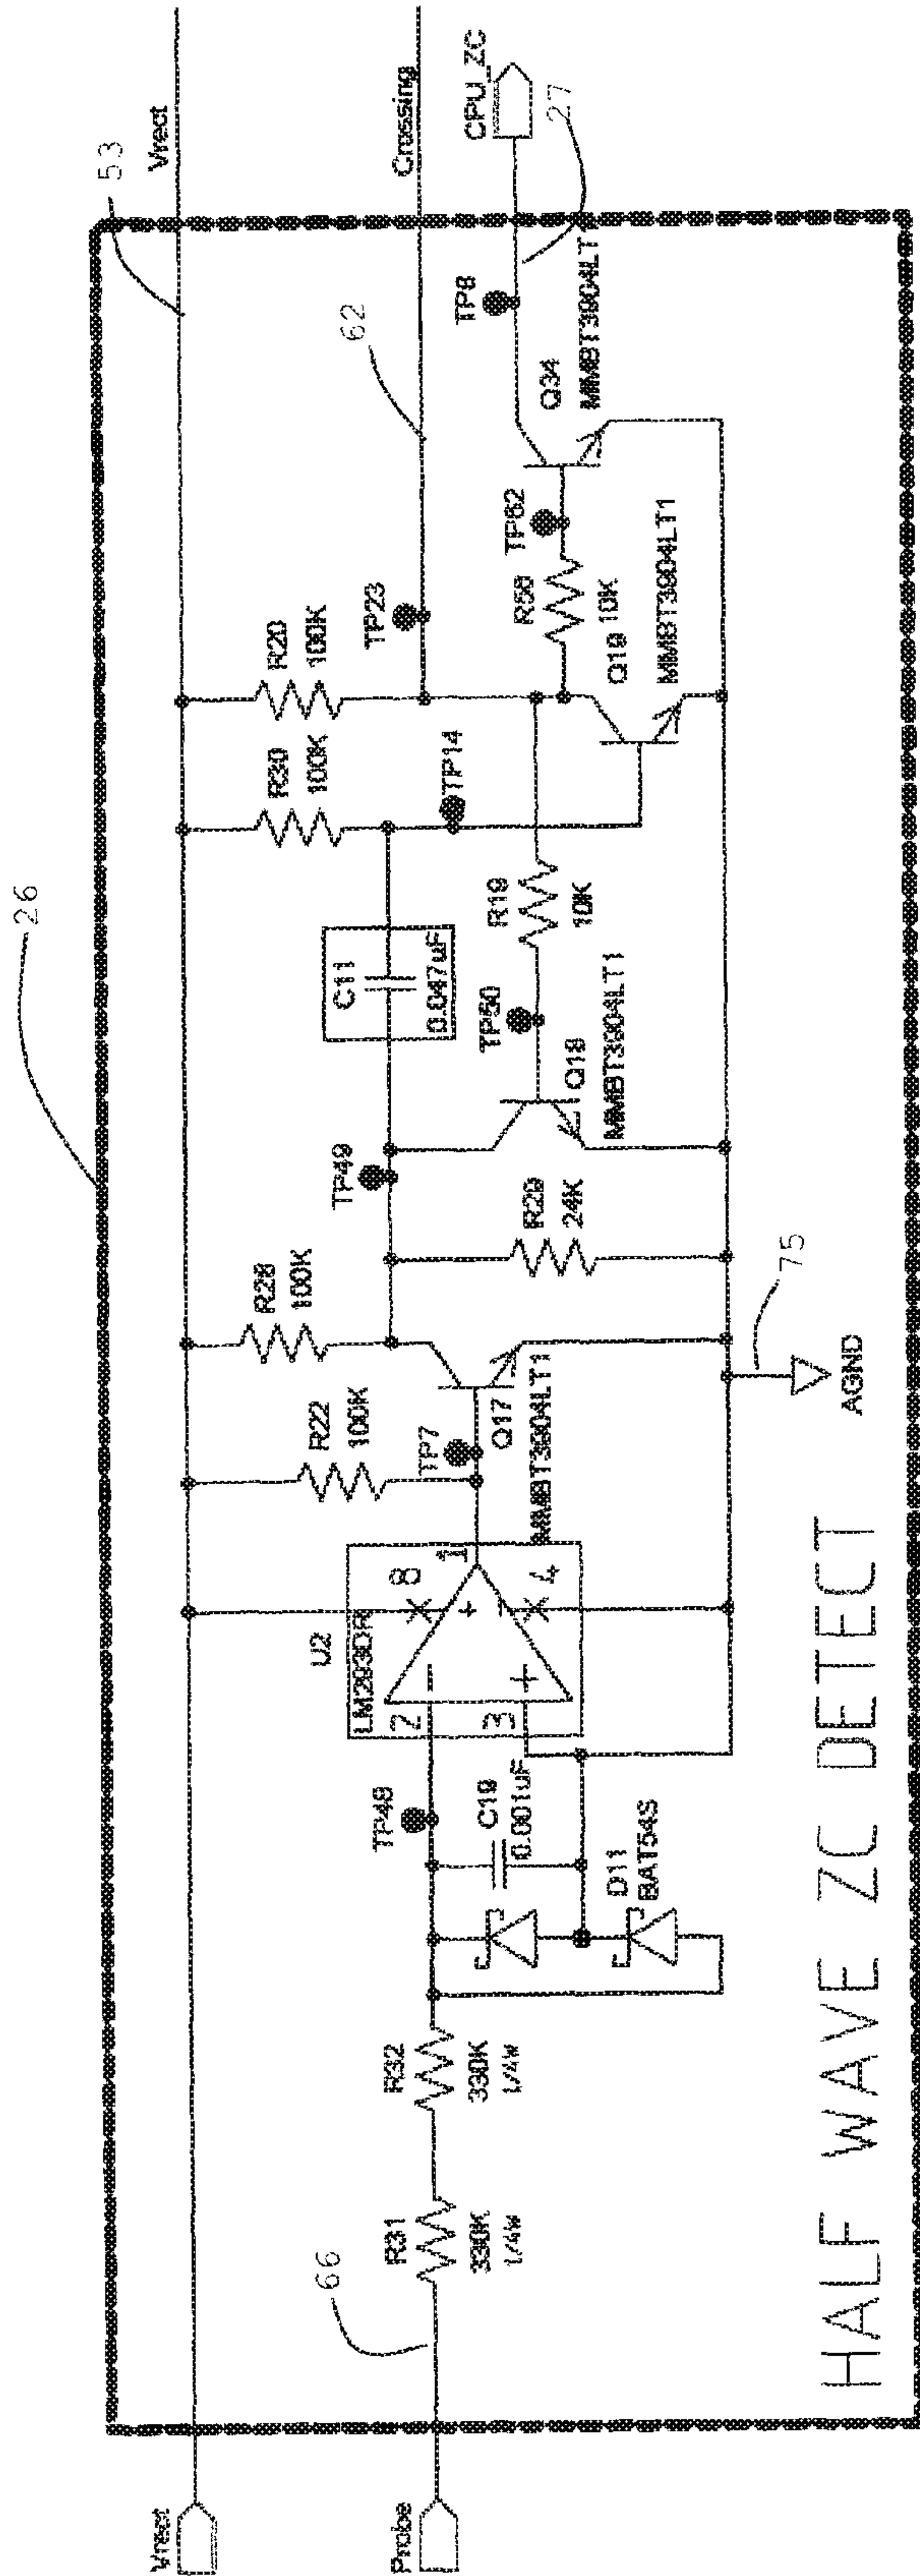 26
53
Vrect
Vrect
62
Crossing
CPU_ZC
27
Probe
66
R31
330K
1/4W
R32
330K
1/4W
TP48
C19
0.001uF
D11
BAT54S
U2
LM293DR
2
3
8
1
4
-
+
+
-
R22
100K
TP7
Q17
MMBT3904LT1
R28
100K
R29
24K
TP49
C11
0.047uF
TP50
Q18
MMBT3904LT1
R19
10K
R30
100K
TP14
R20
100K
TP23
Q19
MMBT3904LT1
R58
10K
TP62
Q34
MMBT3904LT
TP8
75
AGND
HALF WAVE ZC DETECT